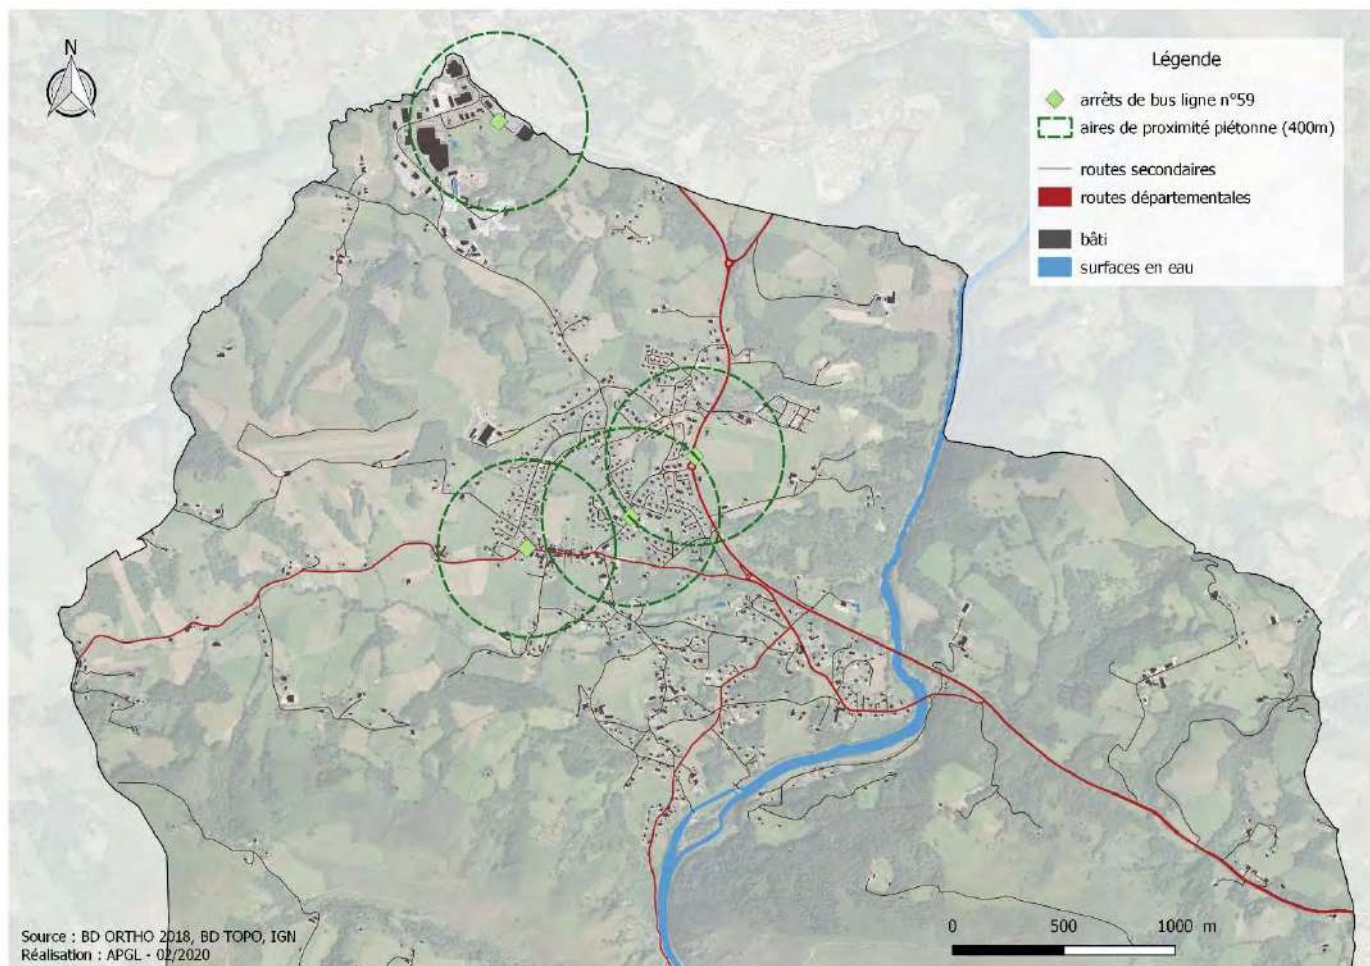 N
Légende
arrêts de bus ligne n°59
aires de proximité piétonne (400m)
routes secondaires
routes départementales
bâti
surfaces en eau
Source : BD ORTHO 2018, BD TOPO, IGN
Réalisation : APGL - 02/2020
0 500 1000 m